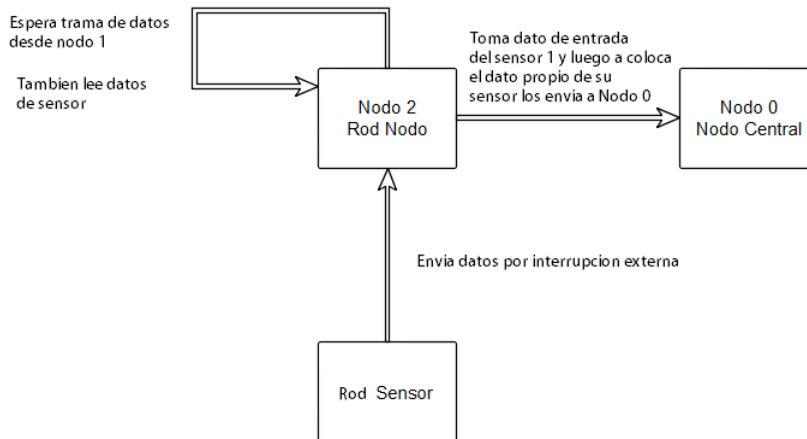 Espera trama de datos
desde nodo 1
Tambien lee datos
de sensor
Toma dato de entrada
del sensor 1 y luego a coloca
el dato propio de su
sensor los envia a Nodo 0
Nodo 2
Rod Nodo
Nodo 0
Nodo Central
Envia datos por interrupcion externa
Rod Sensor